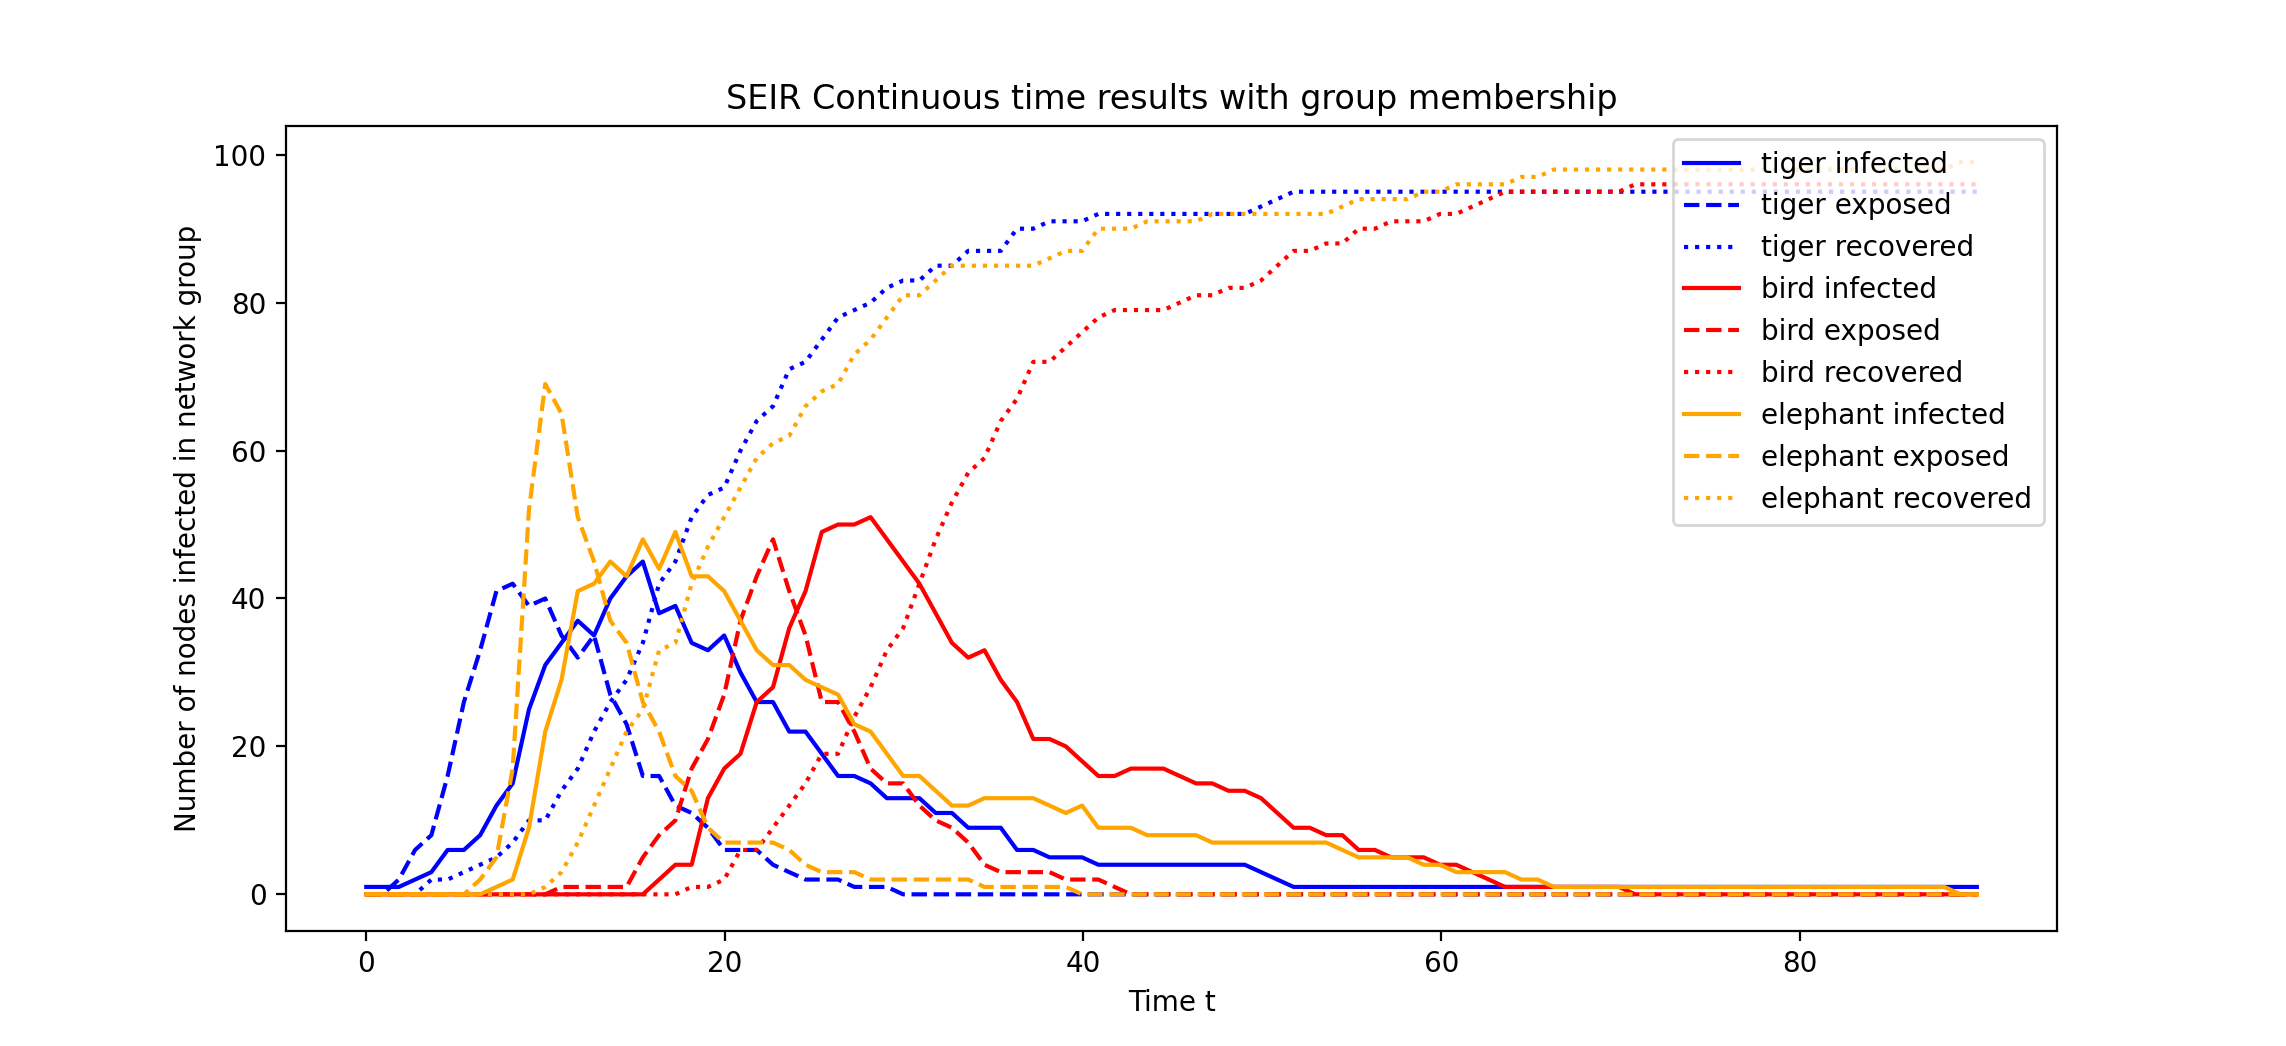 SEIR Continuous time results with group membership
Number of nodes infected in network group
100
80
60
40
20
0
tiger infected
tiger exposed
tiger recovered
bird infected
bird exposed
bird recovered
elephant infected
elephant exposed
elephant recovered
0 20 40 60 80
Time t